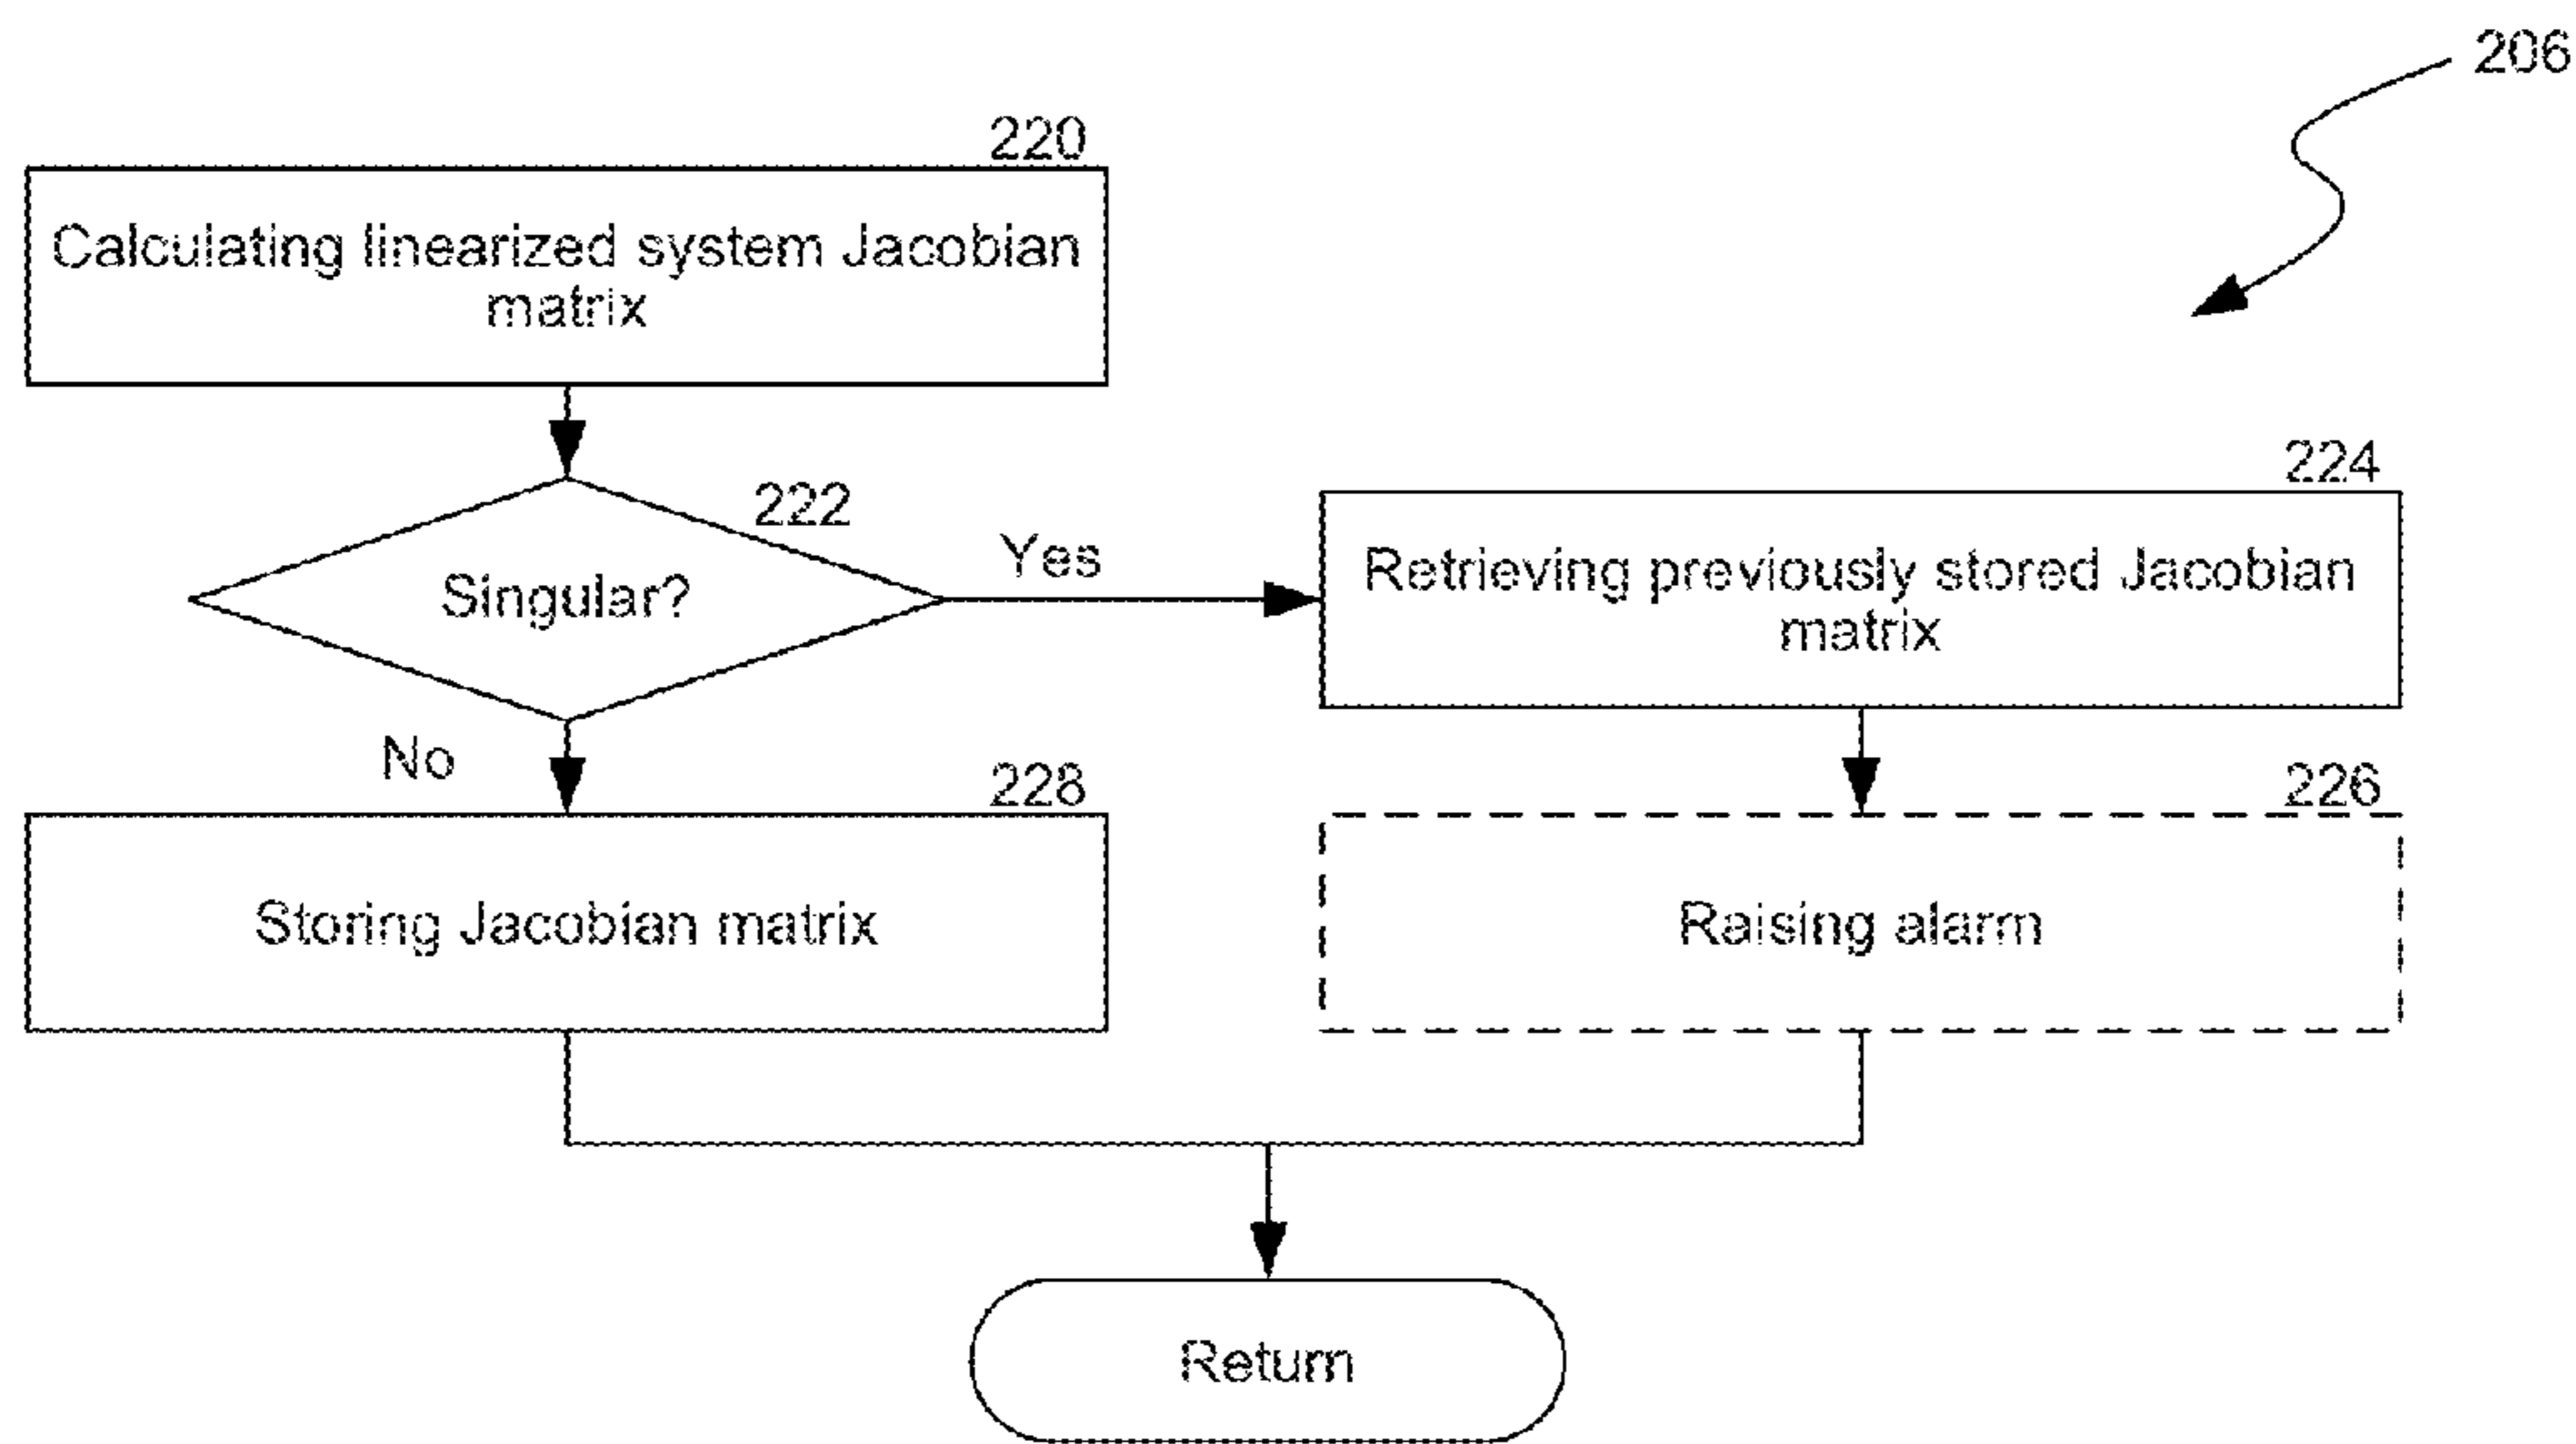 206
220
Calculating linearized system Jacobian
matrix
222
Singular?
Yes
224
Retrieving previously stored Jacobian
matrix
No
228
Storing Jacobian matrix
226
Raising alarm
Return